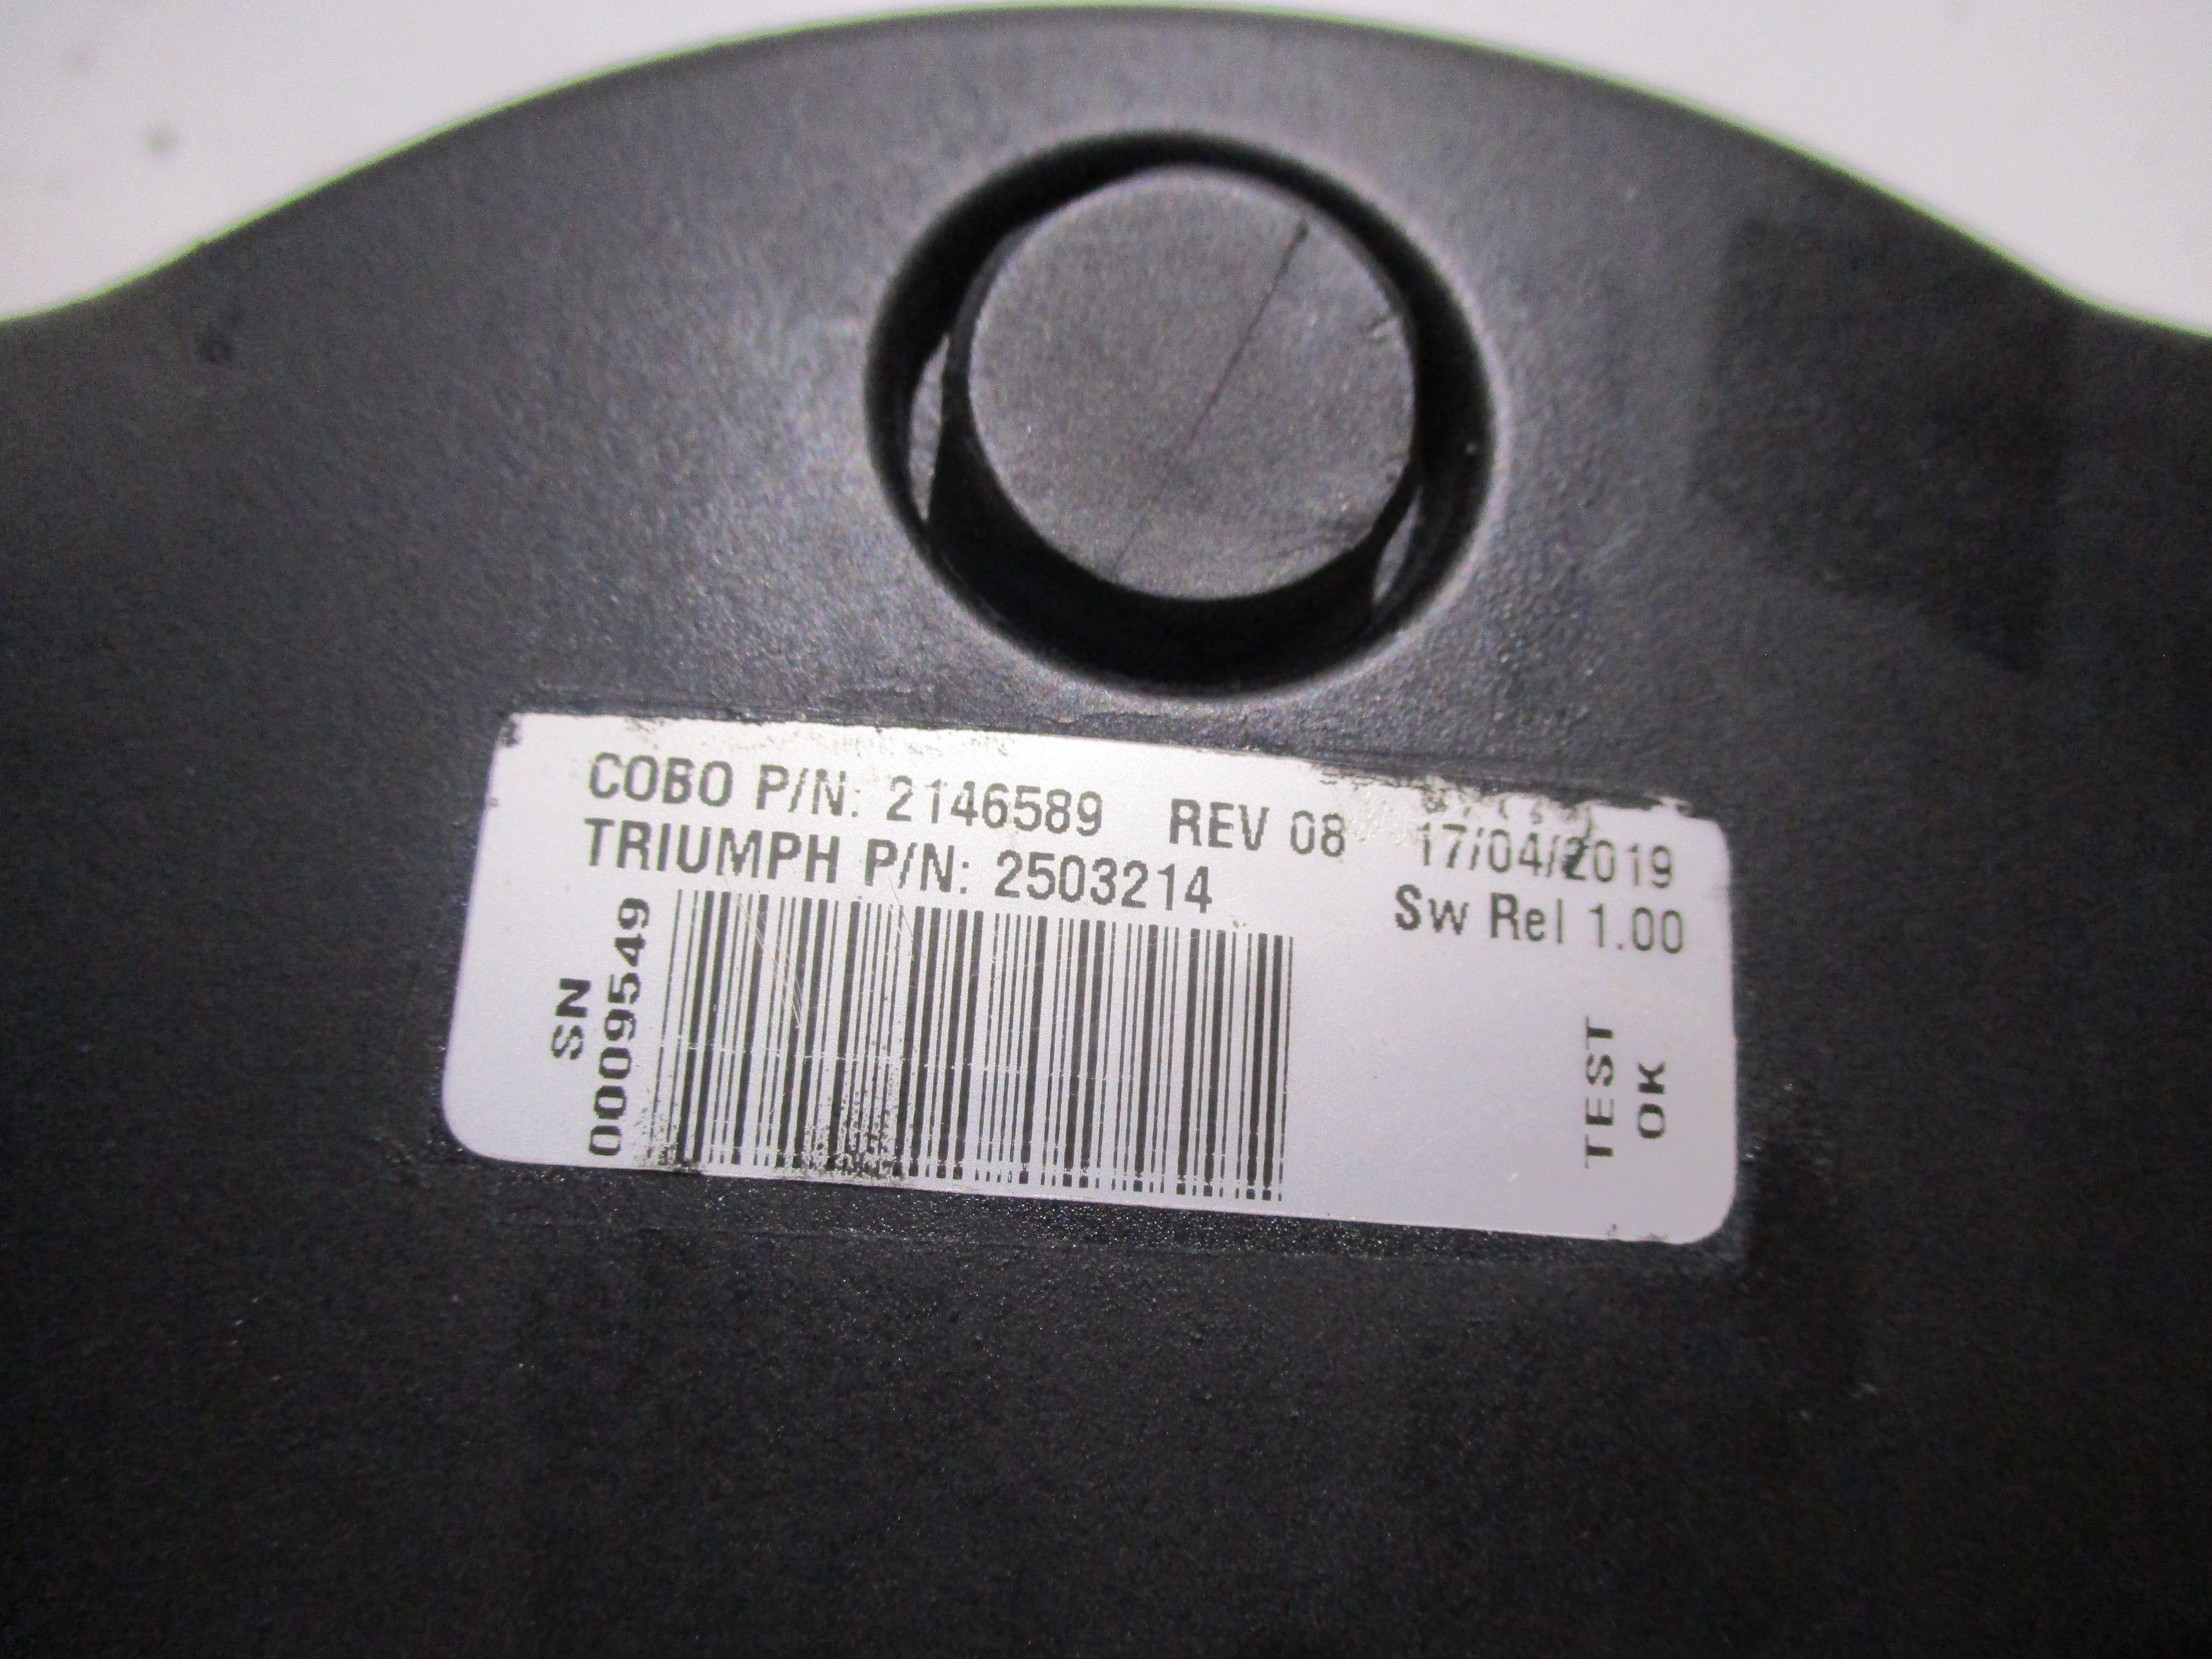 COBO P/N: 2146589 REV 08 17/04/2019
TRIUMPH P/N: 2503214 Sw Rel 1.00
SN
0009549
TEST
OK